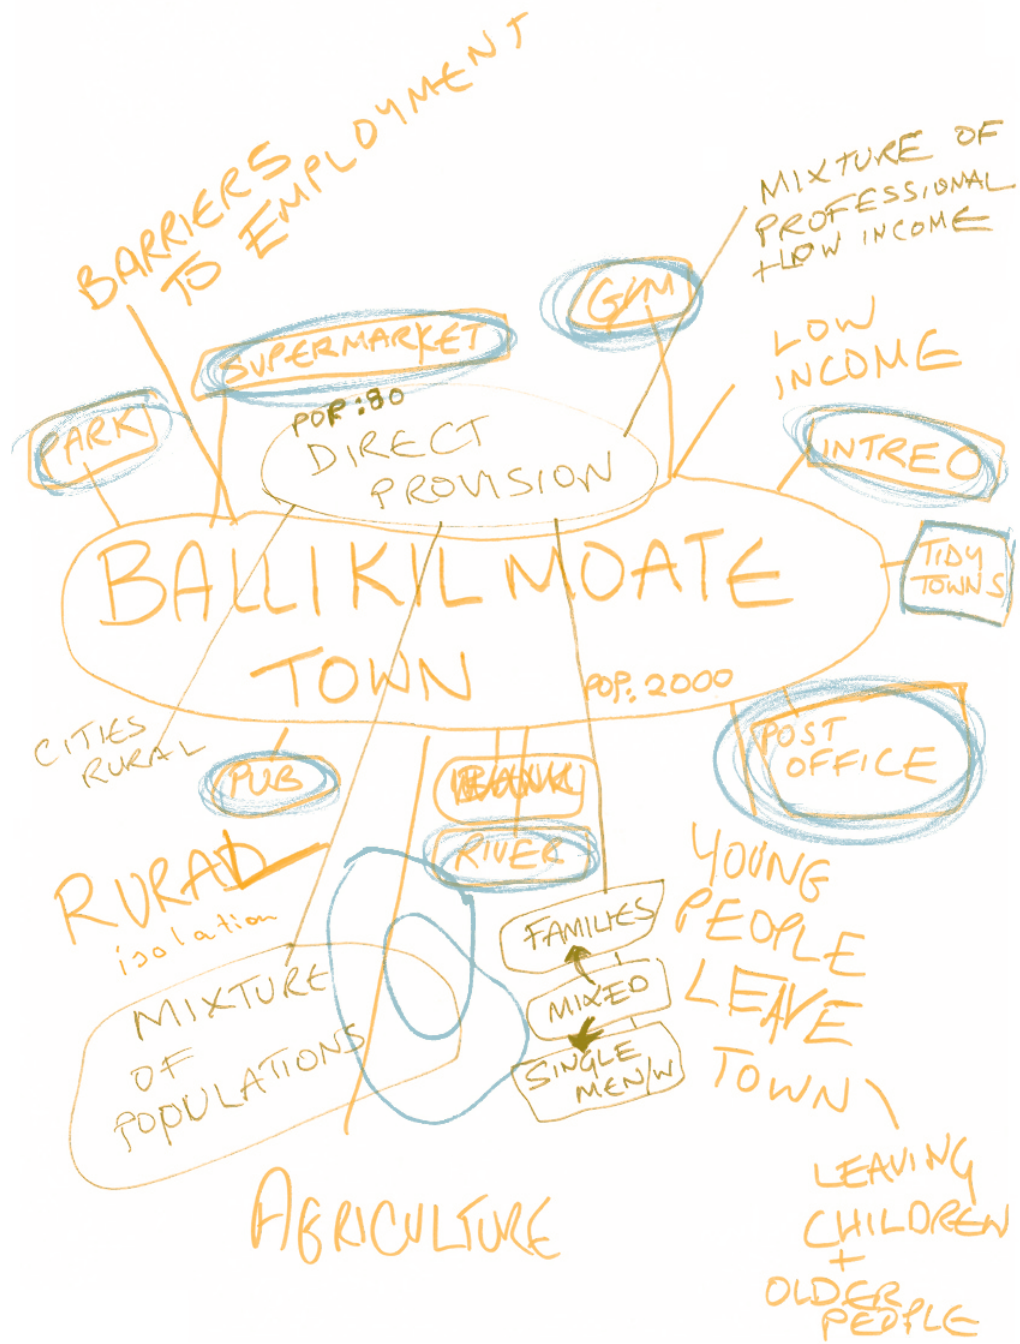 BARRIERS
TO EMPLOYMENT
MIXTURE OF
PROFESSIONAL
+ LOW INCOME
GYM
SUPERMARKET
LOW
INCOME
PARK
POP:80
DIRECT
PROVISION
INTREO
BALLIKILMOATE
TOWN
POP: 2000
TIDY
TOWNS
CITIES
RURAL
PUB
BANK
RIVER
POST
OFFICE
RURAL
isolation
FAMILIES
MIXED
SINGLE
MEN/W
YOUNG
PEOPLE
LEAVE
TOWN
MIXTURE
OF
POPULATIONS
AGRICULTURE
LEAVING
CHILDREN
+
OLDER
PEOPLE